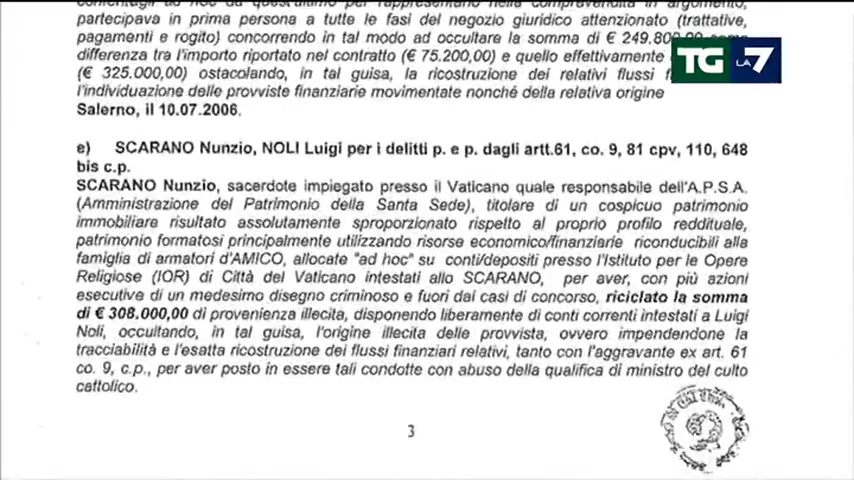 partecipava in prima persona a tutte le fasi del negozio giuridico attenzionato (trattative,
pagamenti e rogito) concorrendo in tal modo ad occultare la somma di € 249.800,00 come
differenza tra l'importo riportato nel contratto (€ 75.200,00) e quello effettivamente
(€ 325.000,00) ostacolando, in tal guisa, la ricostruzione dei relativi flussi
l'individuazione delle provviste finanziarie movimentate nonché della relativa origine
Salerno, il 10.07.2006.
TG LA7
e) SCARANO Nunzio, NOLI Luigi per i delitti p. e p. dagli artt.61, co. 9, 81 cpv, 110, 648
bis c.p.
SCARANO Nunzio, sacerdote impiegato presso il Vaticano quale responsabile dell'A.P.S.A.
(Amministrazione del Patrimonio della Santa Sede), titolare di un cospicuo patrimonio
immobiliare risultato assolutamente sproporzionato rispetto al proprio profilo reddituale,
patrimonio formatosi principalmente utilizzando risorse economico/finanziarie riconducibili alla
famiglia di armatori d'AMICO, allocate "ad hoc" su conti/depositi presso l'Istituto per le Opere
Religiose (IOR) di Città del Vaticano intestati allo SCARANO, per aver, con più azioni
esecutive di un medesimo disegno criminoso e fuori dai casi di concorso, riciclato la somma
di € 308.000,00 di provenienza illecita, disponendo liberamente di conti correnti intestati a Luigi
Noli, occultando, in tal guisa, l'origine illecita delle provvista, ovvero impendendone la
tracciabilità e l'esatta ricostruzione dei flussi finanziari relativi, tanto con l'aggravante ex art. 61
co. 9, c.p., per aver posto in essere tali condotte con abuso della qualifica di ministro del culto
cattolico.
3